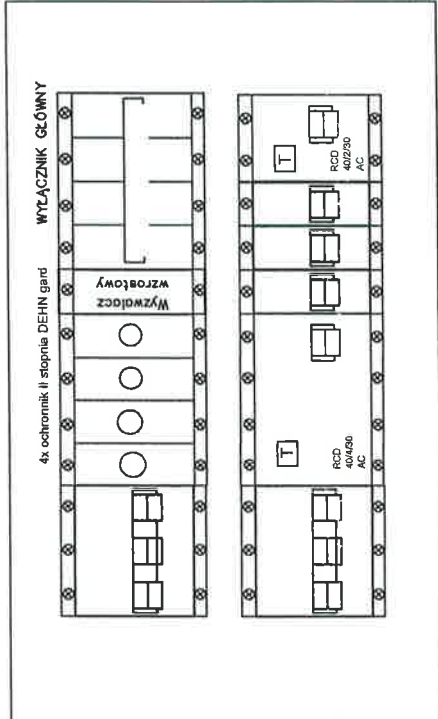 4x ochronnik II stopnia DEHN gard
WYŁĄCZNIK GŁÓWNY
Wyzwalacz
wzrostowy
T
RCD
40/4/30
AC
T
RCD
40/2/30
AC